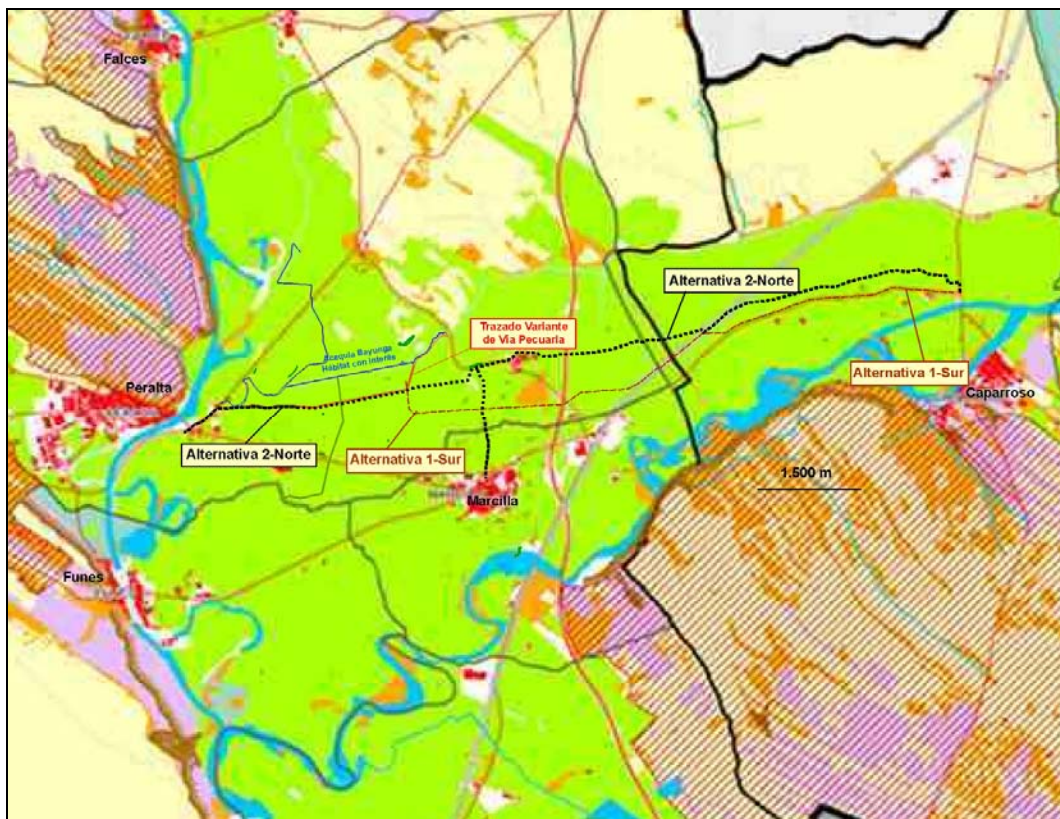 Falces
Alternativa 2-Norte
Trazado Variante
de Vía Pecuaria
Acequia Bayunga
Hábitat con interés
Peralta
Alternativa 1-Sur
Caparroso
Alternativa 2-Norte
Alternativa 1-Sur
1.500 m
Marcilla
Funes